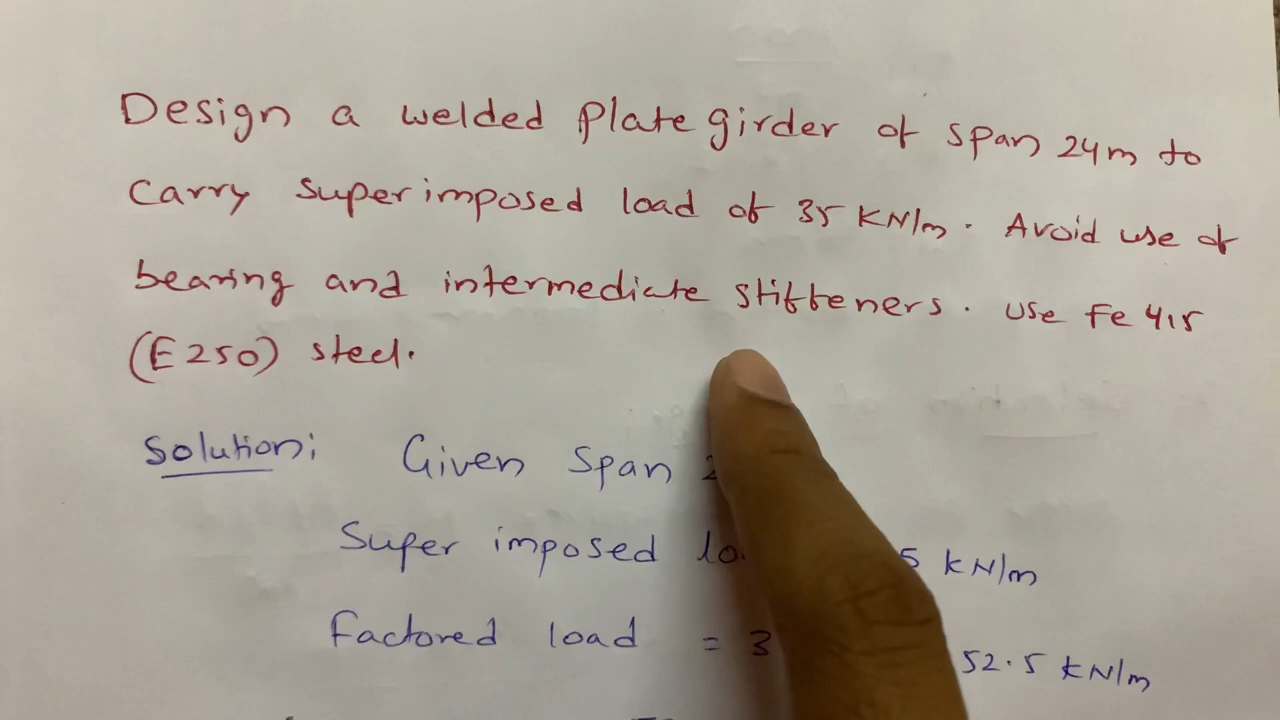 Design a welded plate girder of span 24m to
carry superimposed load of 35 KN/m. Avoid use of
bearing and intermediate stiffeners. Use Fe 415
(E250) steel.
Solution: Given Span
Super imposed 5 KN/m
Factored load = 3 52.5 KN/m